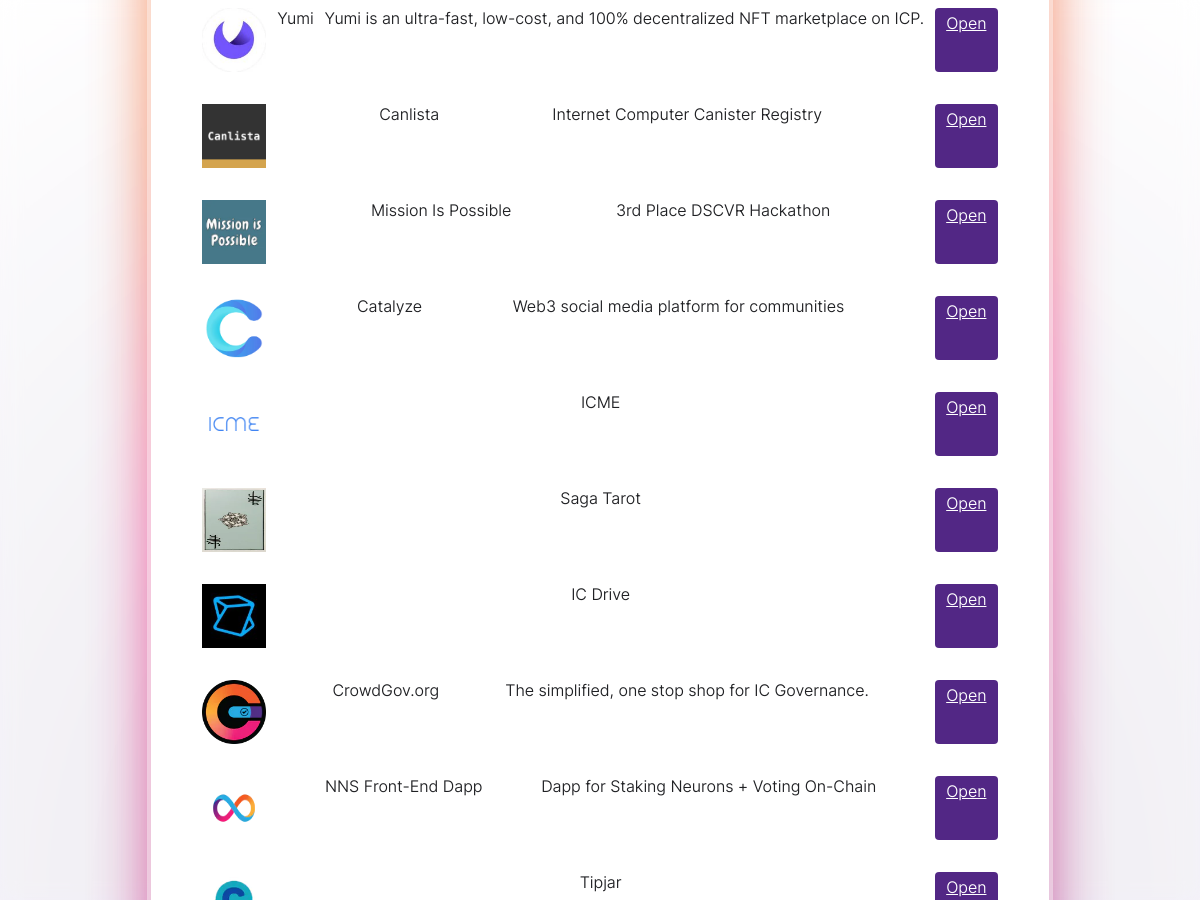 Yumi Yumi is an ultra-fast, low-cost, and 100% decentralized NFT marketplace on ICP. Open
Canlista Canlista Internet Computer Canister Registry Open
Mission is
Possible
Mission Is Possible 3rd Place DSCVR Hackathon Open
Catalyze Web3 social media platform for communities Open
ICME ICME Open
Saga Tarot Open
IC Drive Open
CrowdGov.org The simplified, one stop shop for IC Governance. Open
NNS Front-End Dapp Dapp for Staking Neurons + Voting On-Chain Open
Tipjar Open